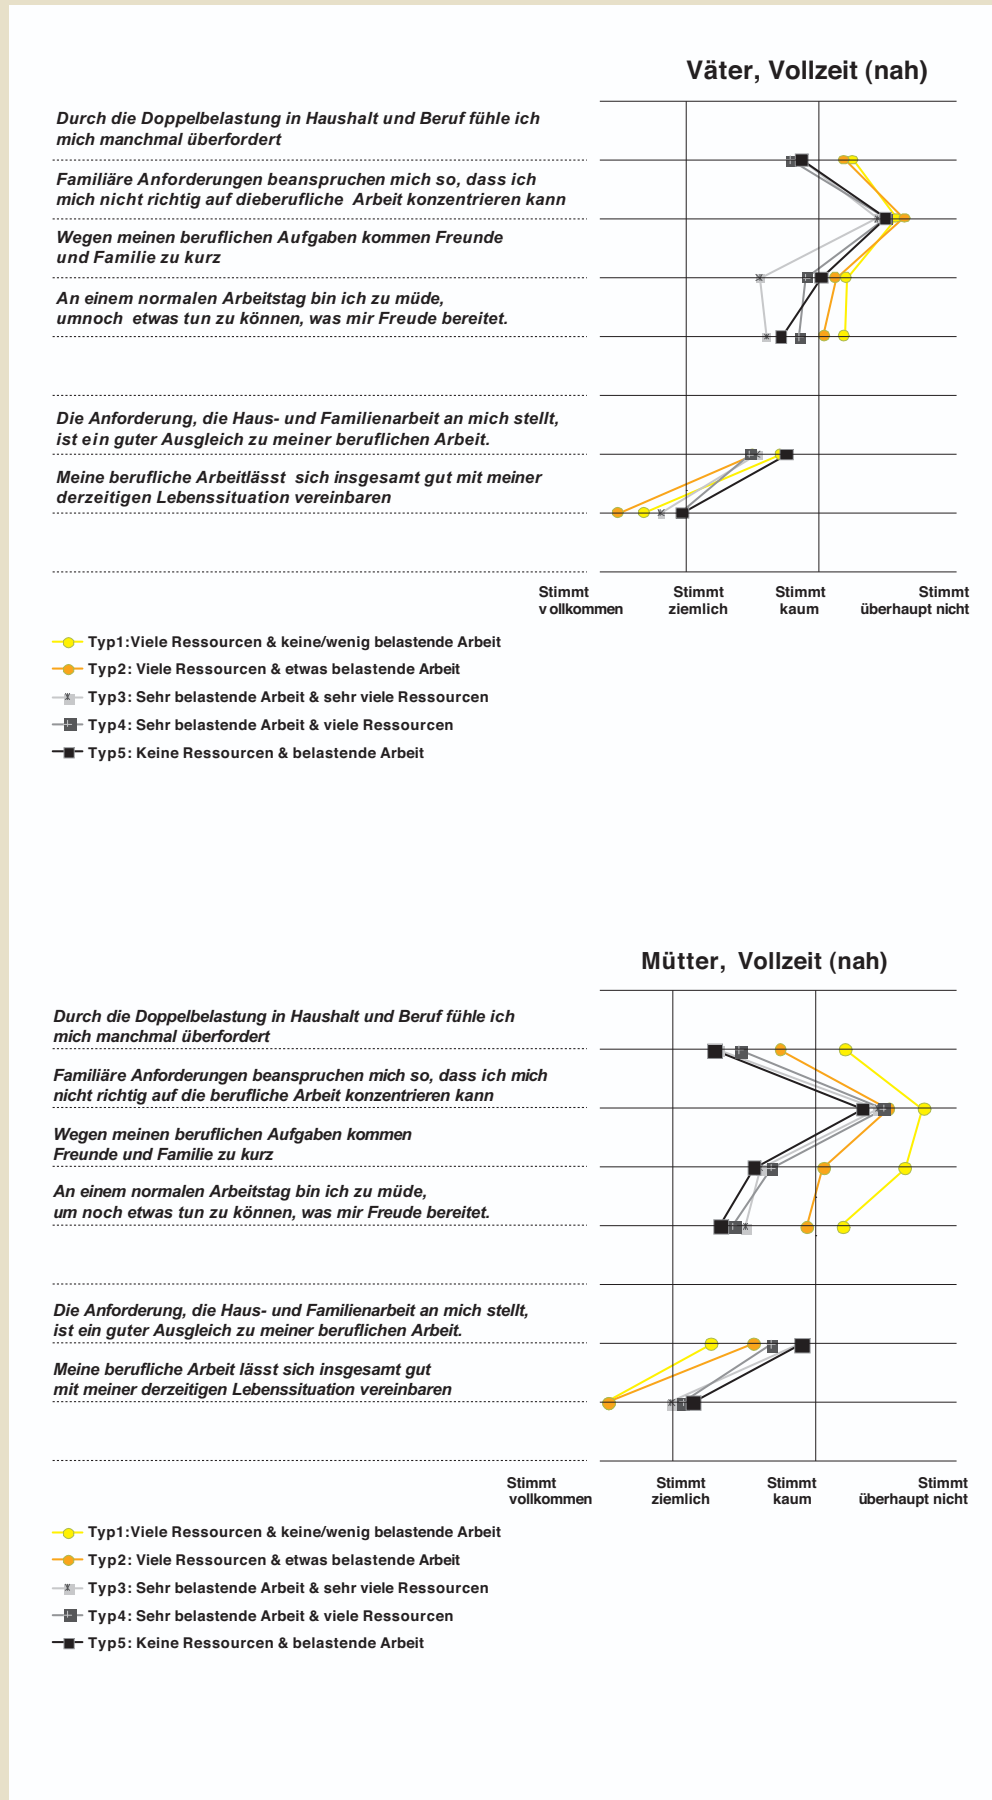 Väter, Vollzeit (nah)
Durch die Doppelbelastung in Haushalt und Beruf fühle ich
mich manchmal überfordert
Familiäre Anforderungen beanspruchen mich so, dass ich
mich nicht richtig auf dieberufliche Arbeit konzentrieren kann
Wegen meinen beruflichen Aufgaben kommen Freunde
und Familie zu kurz
An einem normalen Arbeitstag bin ich zu müde,
umnoch etwas tun zu können, was mir Freude bereitet.
Die Anforderung, die Haus- und Familienarbeit an mich stellt,
ist ein guter Ausgleich zu meiner beruflichen Arbeit.
Meine berufliche Arbeitlässt sich insgesamt gut mit meiner
derzeitigen Lebenssituation vereinbaren
Stimmt Stimmt Stimmt Stimmt
v ollkommen ziemlich kaum überhaupt nicht
Typ1:Viele Ressourcen & keine/wenig belastende Arbeit
Typ2: Viele Ressourcen & etwas belastende Arbeit
Typ3: Sehr belastende Arbeit & sehr viele Ressourcen
Typ4: Sehr belastende Arbeit & viele Ressourcen
Typ5: Keine Ressourcen & belastende Arbeit
Mütter, Vollzeit (nah)
Durch die Doppelbelastung in Haushalt und Beruf fühle ich
mich manchmal überfordert
Familiäre Anforderungen beanspruchen mich so, dass ich mich
nicht richtig auf die berufliche Arbeit konzentrieren kann
Wegen meinen beruflichen Aufgaben kommen
Freunde und Familie zu kurz
An einem normalen Arbeitstag bin ich zu müde,
um noch etwas tun zu können, was mir Freude bereitet.
Die Anforderung, die Haus- und Familienarbeit an mich stellt,
ist ein guter Ausgleich zu meiner beruflichen Arbeit.
Meine berufliche Arbeit lässt sich insgesamt gut
mit meiner derzeitigen Lebenssituation vereinbaren
Stimmt Stimmt Stimmt Stimmt
vollkommen ziemlich kaum überhaupt nicht
Typ1:Viele Ressourcen & keine/wenig belastende Arbeit
Typ2: Viele Ressourcen & etwas belastende Arbeit
Typ3: Sehr belastende Arbeit & sehr viele Ressourcen
Typ4: Sehr belastende Arbeit & viele Ressourcen
Typ5: Keine Ressourcen & belastende Arbeit